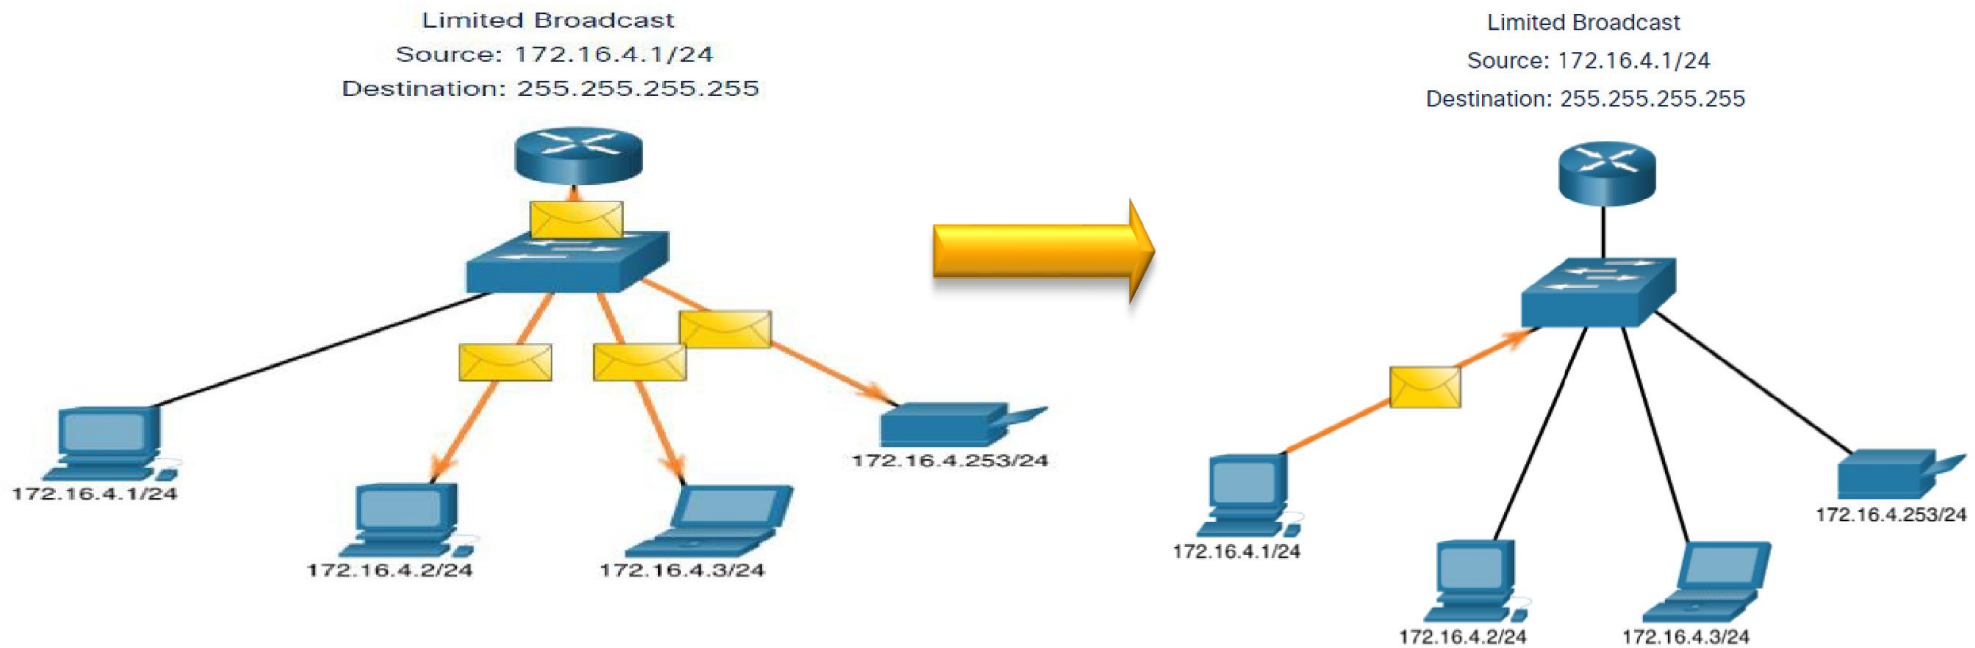 Limited Broadcast
Source: 172.16.4.1/24
Destination: 255.255.255.255
172.16.4.253/24
172.16.4.1/24
172.16.4.2/24
172.16.4.3/24
Limited Broadcast
Source: 172.16.4.1/24
Destination: 255.255.255.255
172.16.4.253/24
172.16.4.1/24
172.16.4.2/24
172.16.4.3/24